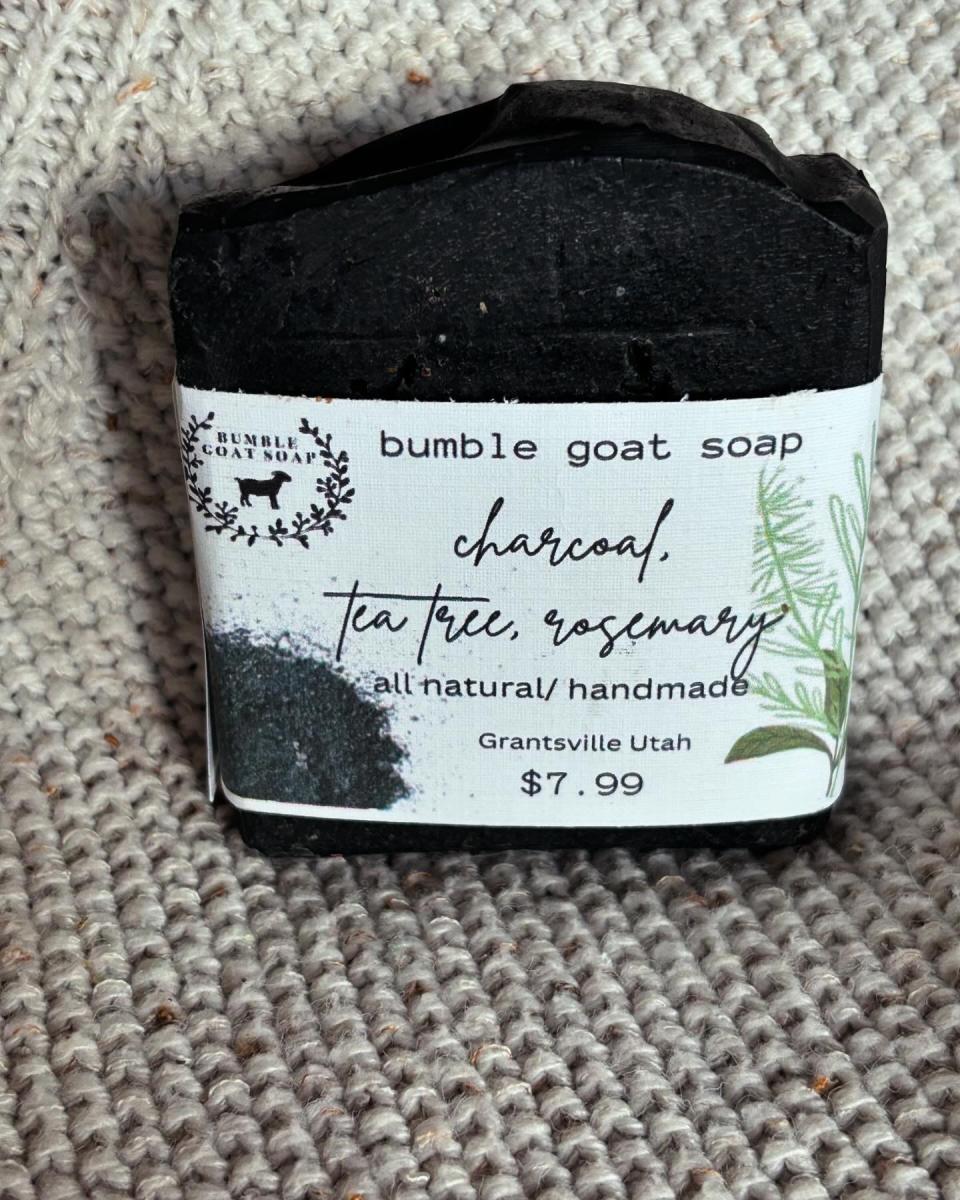 BUMBLE
GOAT SOAP
bumble goat soap
charcoal,
tea tree, rosemary
all natural/ handmade
Grantsville Utah
$7.99